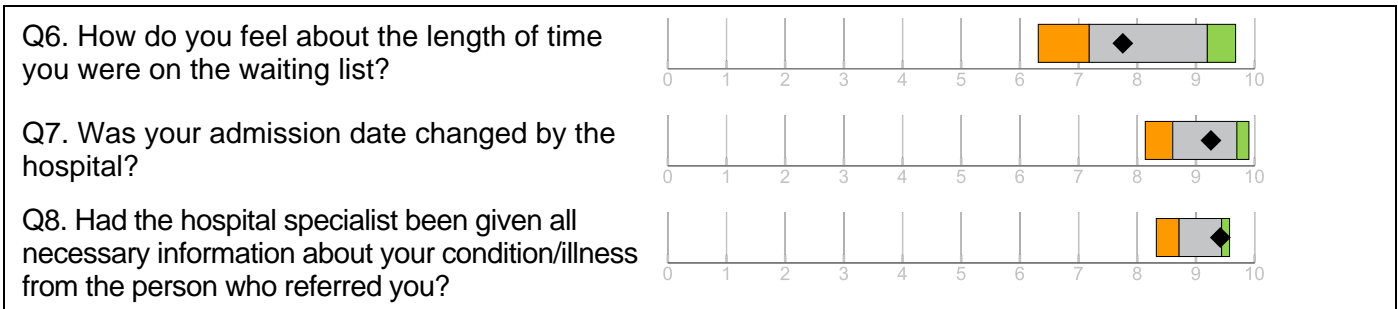 Q6. How do you feel about the length of time
you were on the waiting list?
0 1 2 3 4 5 6 7 8 9 10
Q7. Was your admission date changed by the
hospital?
0 1 2 3 4 5 6 7 8 9 10
Q8. Had the hospital specialist been given all
necessary information about your condition/illness
from the person who referred you?
0 1 2 3 4 5 6 7 8 9 10